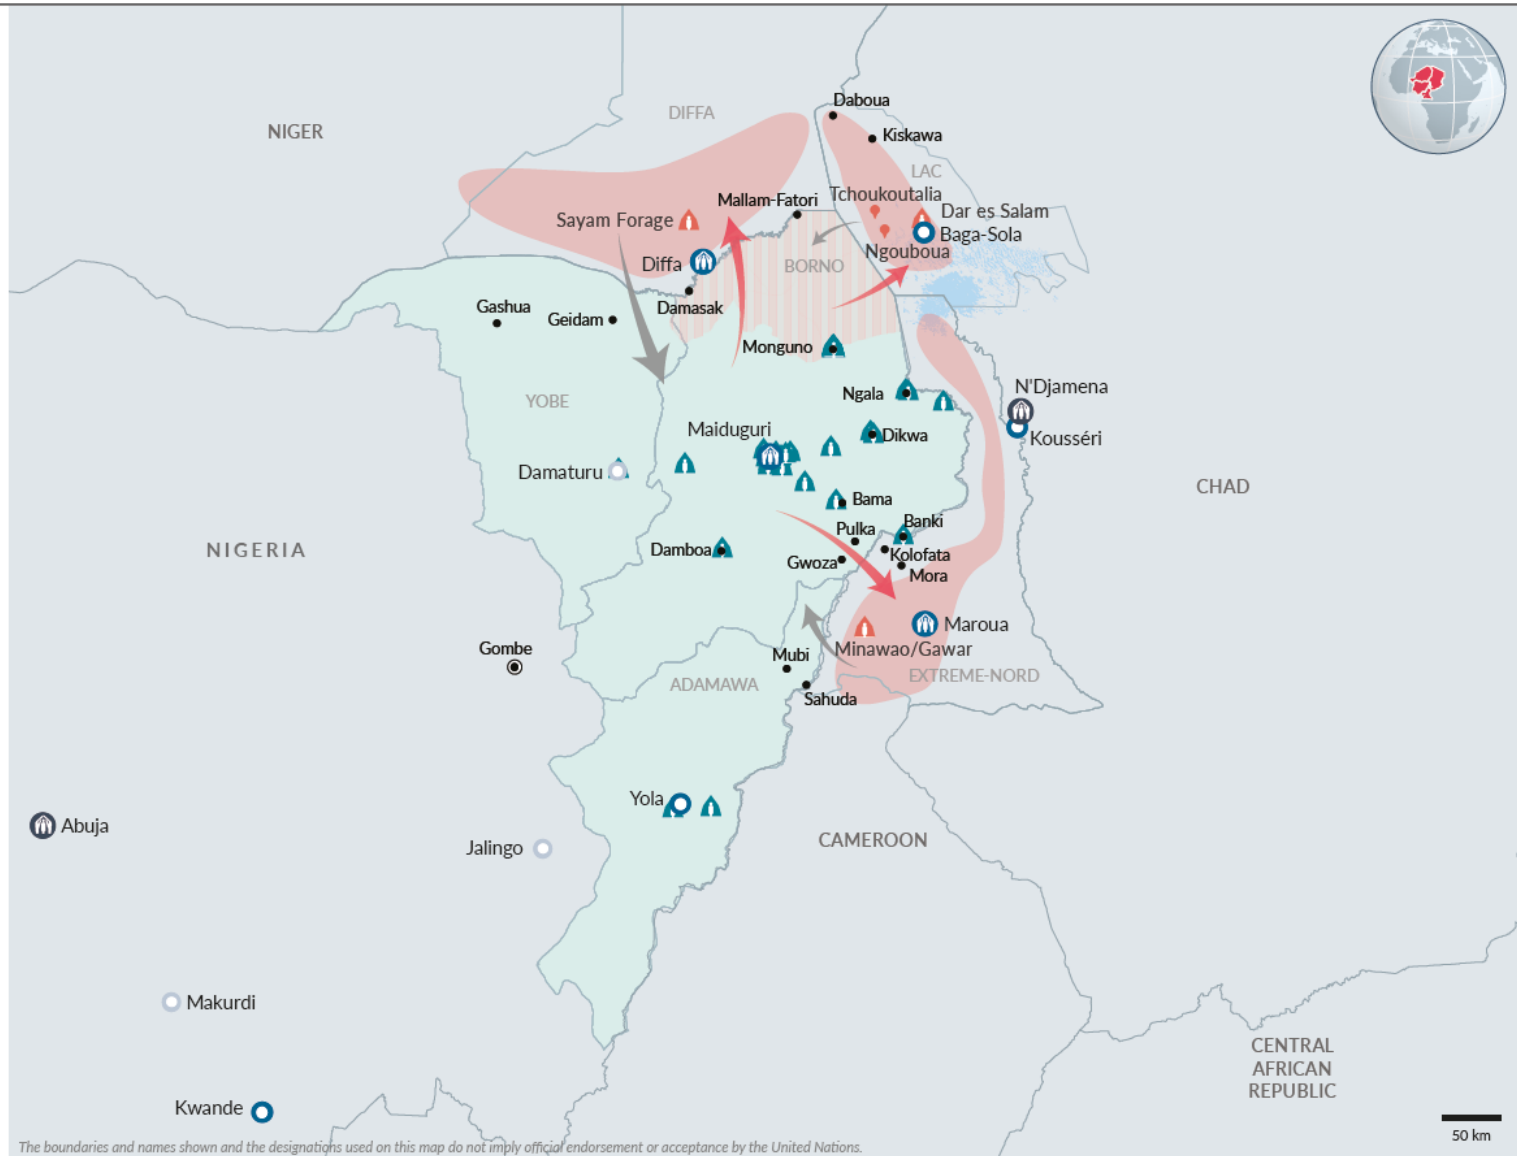 Daboua
DIFFA
NIGER
Kiskawa
LAC
Tchoukoutalia
Mallam-Fatori
Dar es Salam
Sayam Forage
Baga-Sola
Ngouboua
Diffa
BORNO
Damasak
Gashua
Geidam
Monguno
N'Djamena
Ngala
YOBE
Maiduguri
Dikwa
Kousséri
Damaturu
CHAD
Bama
Banki
Pulka
NIGERIA
Damboa
Kolofata
Gwoza
Mora
Maroua
Gombe
Minawao/Gawar
Mubi
EXTREME-NORD
ADAMAWA
Sahuda
Yola
Abuja
CAMEROON
Jalingo
Makurdi
CENTRAL
AFRICAN
REPUBLIC
Kwande
50 km
The boundaries and names shown and the designations used on this map do not imply official endorsement or acceptance by the United Nations.